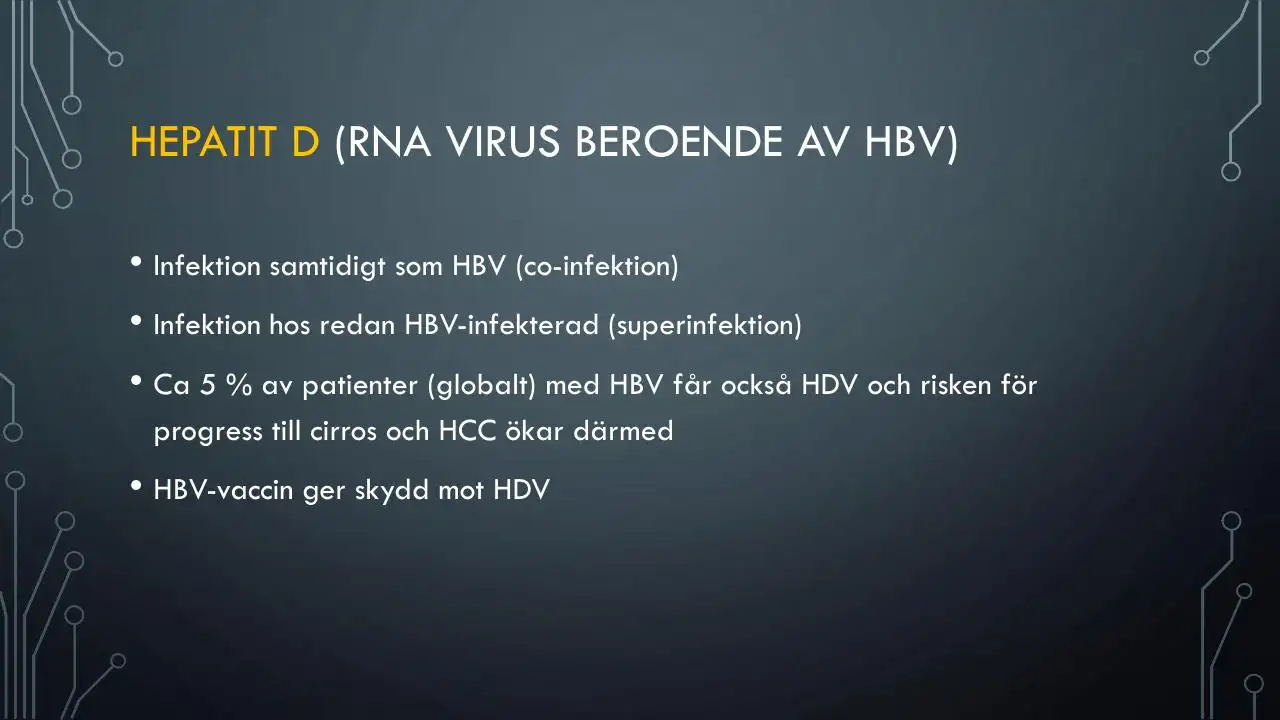 HEPATIT D (RNA VIRUS BEROENDE AV HBV)
• Infektion samtidigt som HBV (co-infektion)
• Infektion hos redan HBV-infekterad (superinfektion)
• Ca 5 % av patienter (globalt) med HBV får också HDV och risken för
progress till cirros och HCC ökar därmed
• HBV-vaccin ger skydd mot HDV